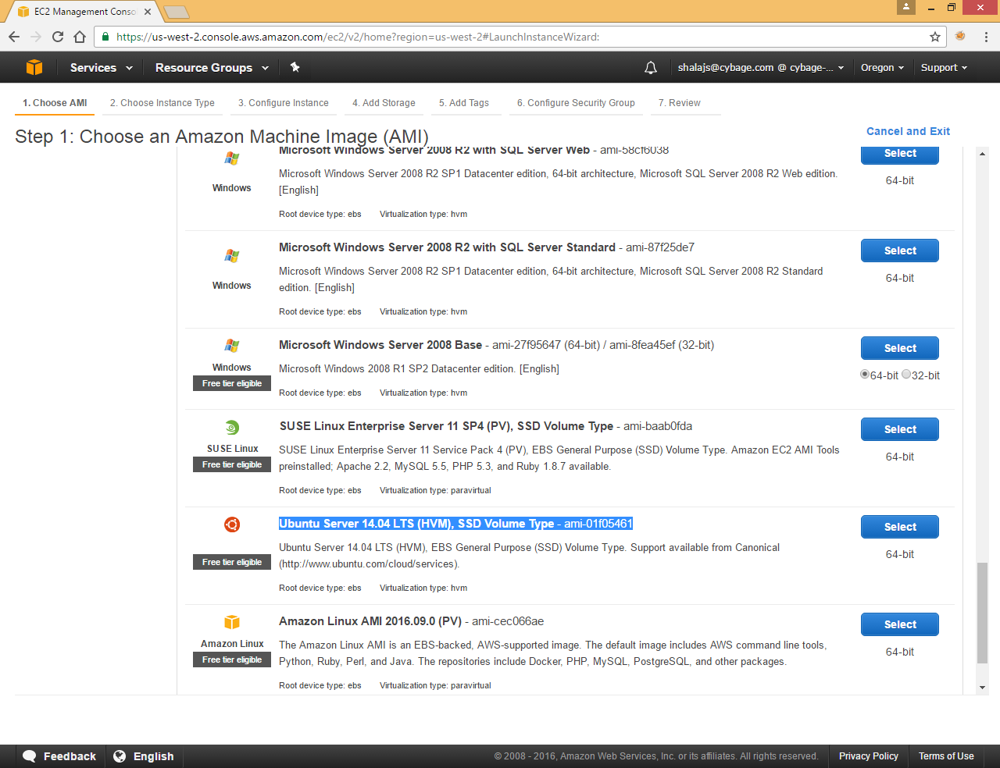 EC2 Management Conso
https://us-west-2.console.aws.amazon.com/ec2/v2/home?region=us-west-2#LaunchInstanceWizard:
Services Resource Groups shalajs@cybage.com @ cybage-... Oregon Support
1. Choose AMI 2. Choose Instance Type 3. Configure Instance 4. Add Storage 5. Add Tags 6. Configure Security Group 7. Review
Step 1: Choose an Amazon Machine Image (AMI) Cancel and Exit
Microsoft Windows Server 2008 R2 with SQL Server Web - ami-58cf6038 Select
Windows
Microsoft Windows Server 2008 R2 SP1 Datacenter edition, 64-bit architecture, Microsoft SQL Server 2008 R2 Web edition. 64-bit
[English]
Root device type: ebs Virtualization type: hvm
Microsoft Windows Server 2008 R2 with SQL Server Standard - ami-87f25de7 Select
Windows
Microsoft Windows Server 2008 R2 SP1 Datacenter edition, 64-bit architecture, Microsoft SQL Server 2008 R2 Standard 64-bit
edition. [English]
Root device type: ebs Virtualization type: hvm
Microsoft Windows Server 2008 Base - ami-27f95647 (64-bit) / ami-8fea45ef (32-bit) Select
Windows Microsoft Windows 2008 R1 SP2 Datacenter edition. [English] 64-bit 32-bit
Free tier eligible
Root device type: ebs Virtualization type: hvm
SUSE Linux Enterprise Server 11 SP4 (PV), SSD Volume Type - ami-baab0fda Select
SUSE Linux SUSE Linux Enterprise Server 11 Service Pack 4 (PV), EBS General Purpose (SSD) Volume Type. Amazon EC2 AMI Tools 64-bit
Free tier eligible preinstalled; Apache 2.2, MySQL 5.5, PHP 5.3, and Ruby 1.8.7 available.
Root device type: ebs Virtualization type: paravirtual
Ubuntu Server 14.04 LTS (HVM), SSD Volume Type - ami-01f05461 Select
Ubuntu Server 14.04 LTS (HVM), EBS General Purpose (SSD) Volume Type. Support available from Canonical 64-bit
Free tier eligible (http://www.ubuntu.com/cloud/services).
Root device type: ebs Virtualization type: hvm
Amazon Linux AMI 2016.09.0 (PV) - ami-cec066ae Select
Amazon Linux The Amazon Linux AMI is an EBS-backed, AWS-supported image. The default image includes AWS command line tools, 64-bit
Free tier eligible Python, Ruby, Perl, and Java. The repositories include Docker, PHP, MySQL, PostgreSQL, and other packages.
Root device type: ebs Virtualization type: paravirtual
Feedback English © 2008 - 2016, Amazon Web Services, Inc. or its affiliates. All rights reserved. Privacy Policy Terms of Use